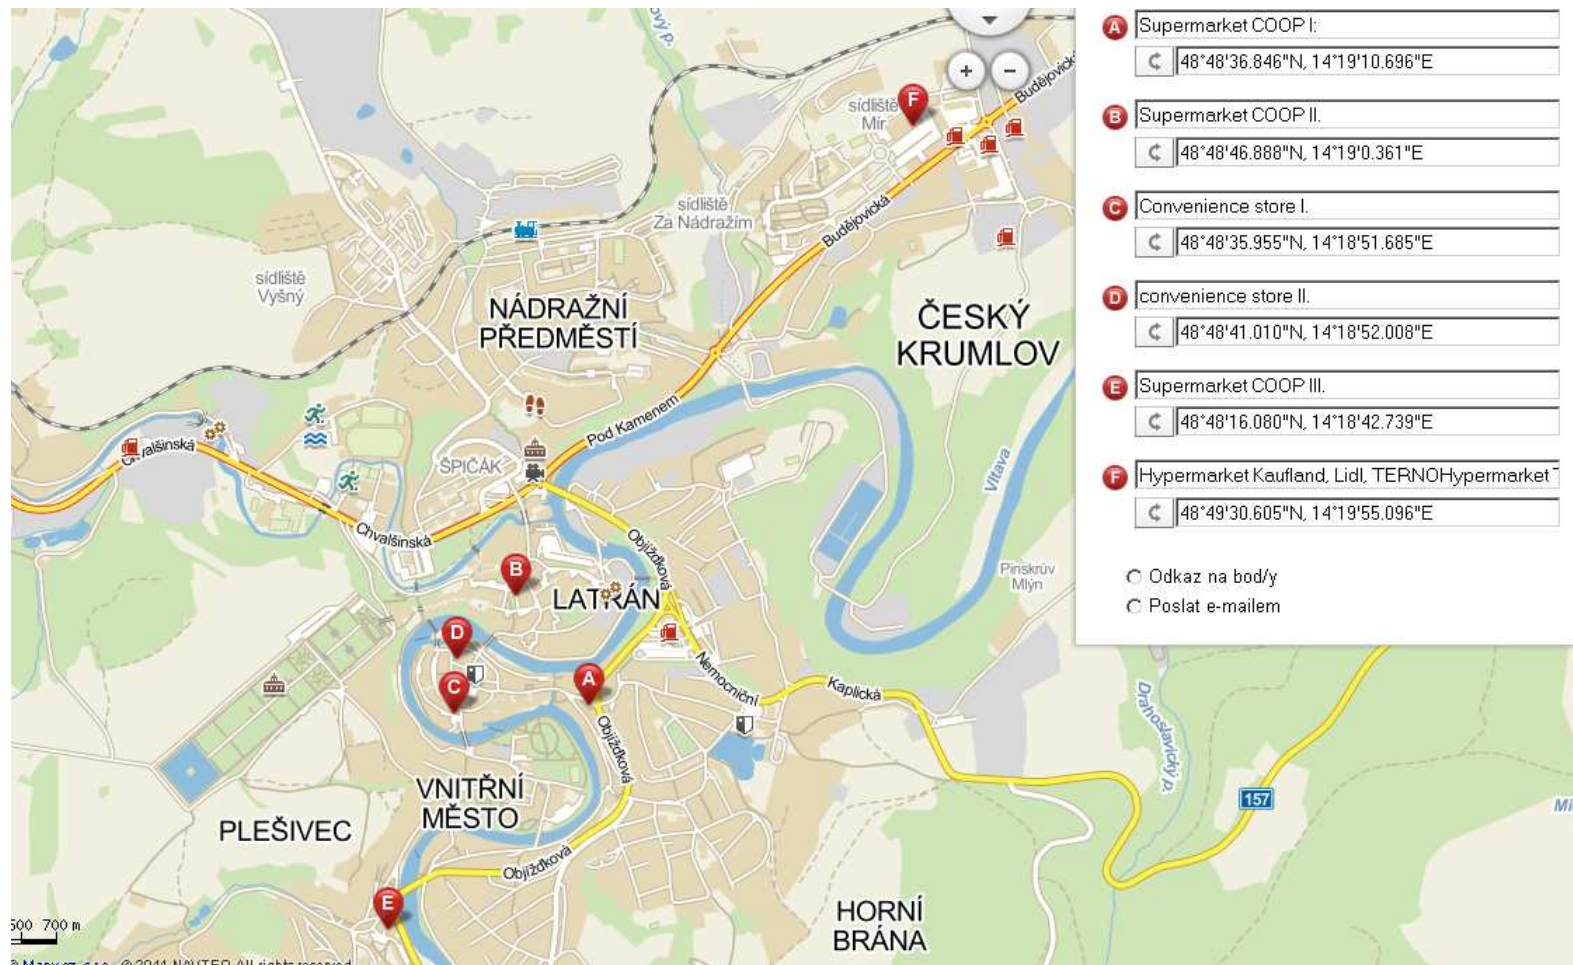 A Supermarket COOP I:
48°48'36.846"N, 14°19'10.696"E
B Supermarket COOP II.
48°48'46.888"N, 14°19'0.361"E
C Convenience store I.
48°48'35.955"N, 14°18'51.685"E
D convenience store II.
48°48'41.010"N, 14°18'52.008"E
E Supermarket COOP III.
48°48'16.080"N, 14°18'42.739"E
F Hypermarket Kaufland, Lidl, TERNOHypermarket
48°49'30.605"N, 14°19'55.096"E
Odkaz na bod/y
Poslat e-mailem
Budějovická
F
sídliště
Mír
sídliště
Za Nádražím
Budějovická
sídliště
Vyšný
NÁDRAŽNÍ
PŘEDMĚSTÍ
ČESKÝ
KRUMLOV
Pod Kamenem
Chvalšinská
ŠPIČÁK
Vltava
Chvalšinská
Objížďková
B
LATRÁN
Pinskrův
Mlýn
D
A
C
Nemocniční
Kaplická
Drahoslavický p.
Objížďková
VNITŘNÍ
MĚSTO
157
PLEŠIVEC
Objížďková
E
HORNÍ
BRÁNA
500 700 m